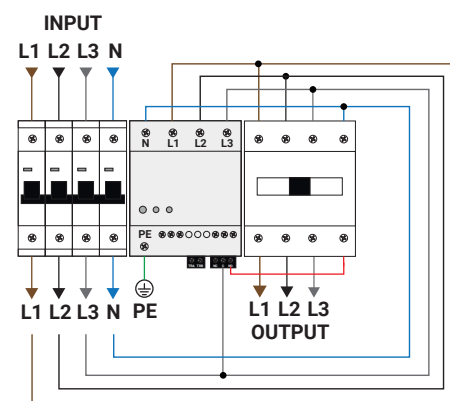 INPUT
L1 L2 L3 N
N L1 L2 L3
PE
L1 L2 L3 N PE
L1 L2 L3
OUTPUT